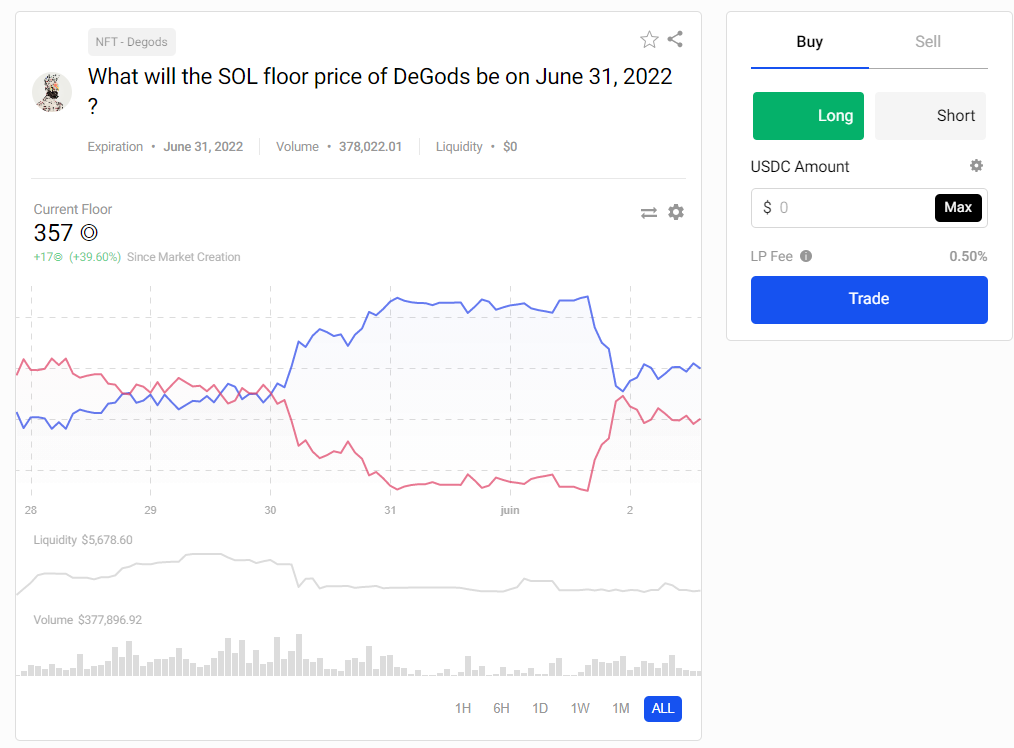 NFT - Degods
What will the SOL floor price of DeGods be on June 31, 2022
?
Expiration • June 31, 2022 Volume • 378,022.01 Liquidity • $0
Current Floor
357
+17 (+39.60%) Since Market Creation
28 29 30 31 juin 2
Liquidity $5,678.60
Volume $377,896.92
1H 6H 1D 1W 1M ALL
Buy Sell
Long Short
USDC Amount
$ 0 Max
LP Fee 0.50%
Trade